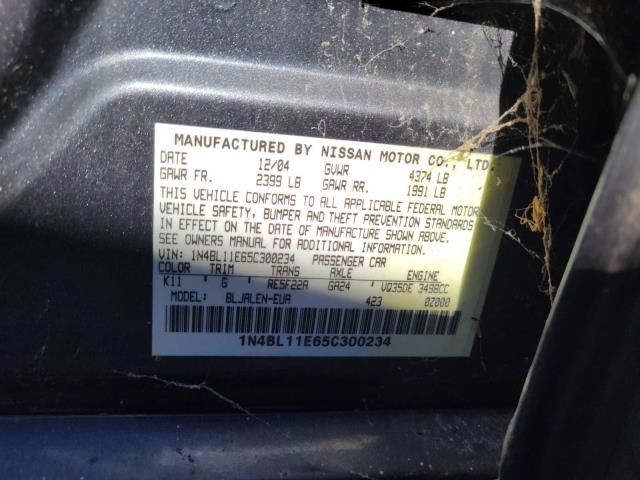 MANUFACTURED BY NISSAN MOTOR CO., LTD.
DATE 12/04 GVWR 4374 LB
GAWR FR. 2399 LB GAWR RR. 1991 LB
THIS VEHICLE CONFORMS TO ALL APPLICABLE FEDERAL MOTOR
VEHICLE SAFETY, BUMPER AND THEFT PREVENTION STANDARDS
IN EFFECT ON THE DATE OF MANUFACTURE SHOWN ABOVE.
SEE OWNERS MANUAL FOR ADDITIONAL INFORMATION.
VIN: 1N4BL11E65C300234 PASSENGER CAR
COLOR TRIM TRANS AXLE ENGINE
K11 G RE5F22A GA24 VQ35DE 3498CC
MODEL: BLJALEN-EUA 423 0Z000
1N4BL11E65C300234